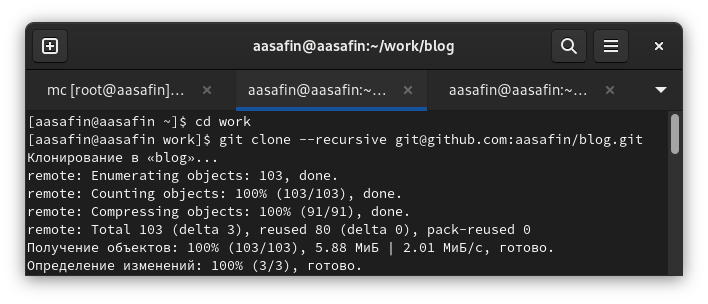 aasafin@aasafin:~/work/blog
mc [root@aasafin]...
aasafin@aasafin:~...
aasafin@aasafin:~...
[aasafin@aasafin ~]$ cd work
[aasafin@aasafin work]$ git clone --recursive git@github.com:aasafin/blog.git
Клонирование в «blog»...
remote: Enumerating objects: 103, done.
remote: Counting objects: 100% (103/103), done.
remote: Compressing objects: 100% (91/91), done.
remote: Total 103 (delta 3), reused 80 (delta 0), pack-reused 0
Получение объектов: 100% (103/103), 5.88 МиБ | 2.01 МиБ/с, готово.
Определение изменений: 100% (3/3), готово.